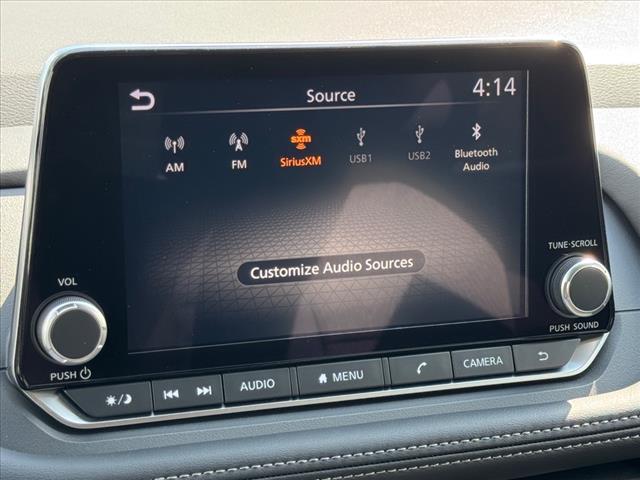 Source
4:14
AM
FM
sxm
SiriusXM
USB1
USB2
Bluetooth
Audio
Customize Audio Sources
VOL
PUSH
TUNE·SCROLL
PUSH SOUND
AUDIO
MENU
CAMERA